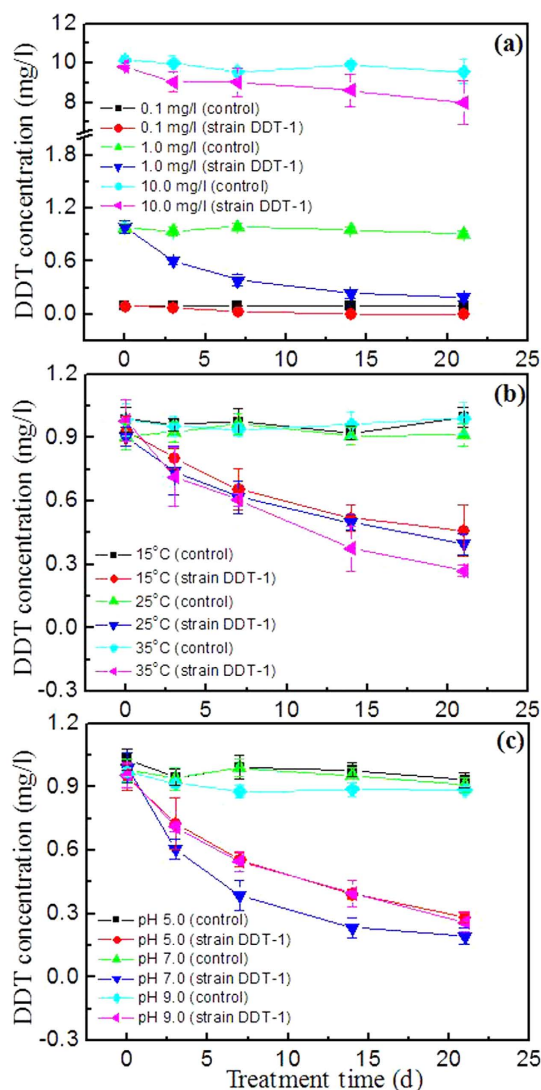 (a)
12
10
8
1.8
1.2
0.6
0.0
DDT concentration (mg/l)
0.1 mg/l (control)
0.1 mg/l (strain DDT-1)
1.0 mg/l (control)
1.0 mg/l (strain DDT-1)
10.0 mg/l (control)
10.0 mg/l (strain DDT-1)
0 5 10 15 20 25
(b)
1.2
0.9
0.6
0.3
0.0
-0.3
DDT concentration (mg/l)
15°C (control)
15°C (strain DDT-1)
25°C (control)
25°C (strain DDT-1)
35°C (control)
35°C (strain DDT-1)
0 5 10 15 20 25
(c)
1.2
0.9
0.6
0.3
0.0
-0.3
DDT concentration (mg/l)
pH 5.0 (control)
pH 5.0 (strain DDT-1)
pH 7.0 (control)
pH 7.0 (strain DDT-1)
pH 9.0 (control)
pH 9.0 (strain DDT-1)
0 5 10 15 20 25
Treatment time (d)